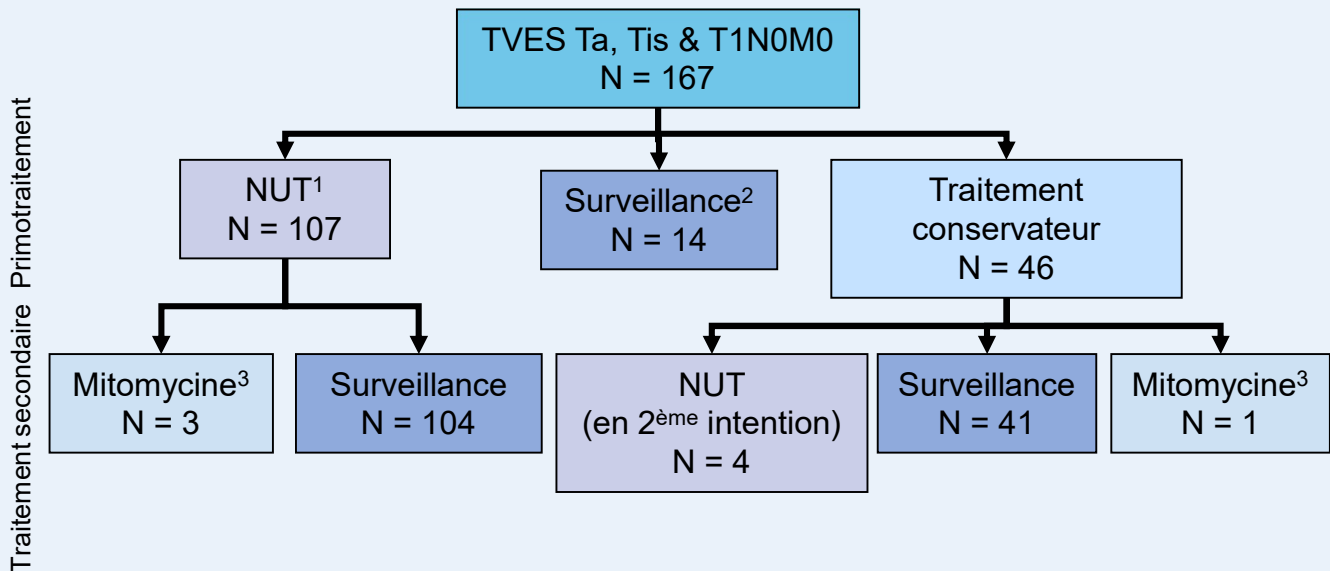 TVES Ta, Tis & T1N0M0
N = 167
Primotraitement
NUT¹
N = 107
Surveillance²
N = 14
Traitement
conservateur
N = 46
Traitement secondaire
Mitomycine³
N = 3
Surveillance
N = 104
NUT
(en 2ème intention)
N = 4
Surveillance
N = 41
Mitomycine³
N = 1